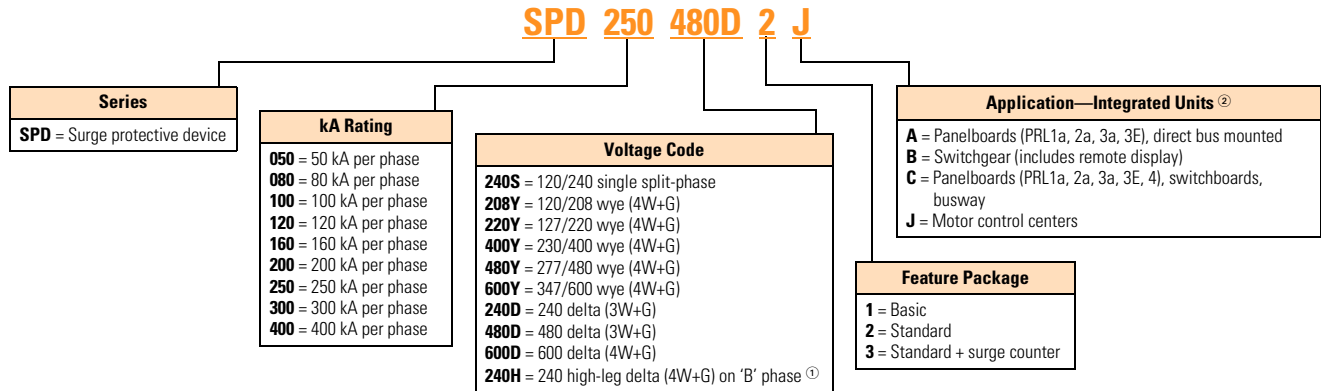 SPD 250 480D 2 J
Series
SPD = Surge protective device
kA Rating
050 = 50 kA per phase
080 = 80 kA per phase
100 = 100 kA per phase
120 = 120 kA per phase
160 = 160 kA per phase
200 = 200 kA per phase
250 = 250 kA per phase
300 = 300 kA per phase
400 = 400 kA per phase
Voltage Code
240S = 120/240 single split-phase
208Y = 120/208 wye (4W+G)
220Y = 127/220 wye (4W+G)
400Y = 230/400 wye (4W+G)
480Y = 277/480 wye (4W+G)
600Y = 347/600 wye (4W+G)
240D = 240 delta (3W+G)
480D = 480 delta (3W+G)
600D = 600 delta (4W+G)
240H = 240 high-leg delta (4W+G) on ‘B’ phase ①
Feature Package
1 = Basic
2 = Standard
3 = Standard + surge counter
Application—Integrated Units ②
A = Panelboards (PRL1a, 2a, 3a, 3E), direct bus mounted
B = Switchgear (includes remote display)
C = Panelboards (PRL1a, 2a, 3a, 3E, 4), switchboards,
busway
J = Motor control centers